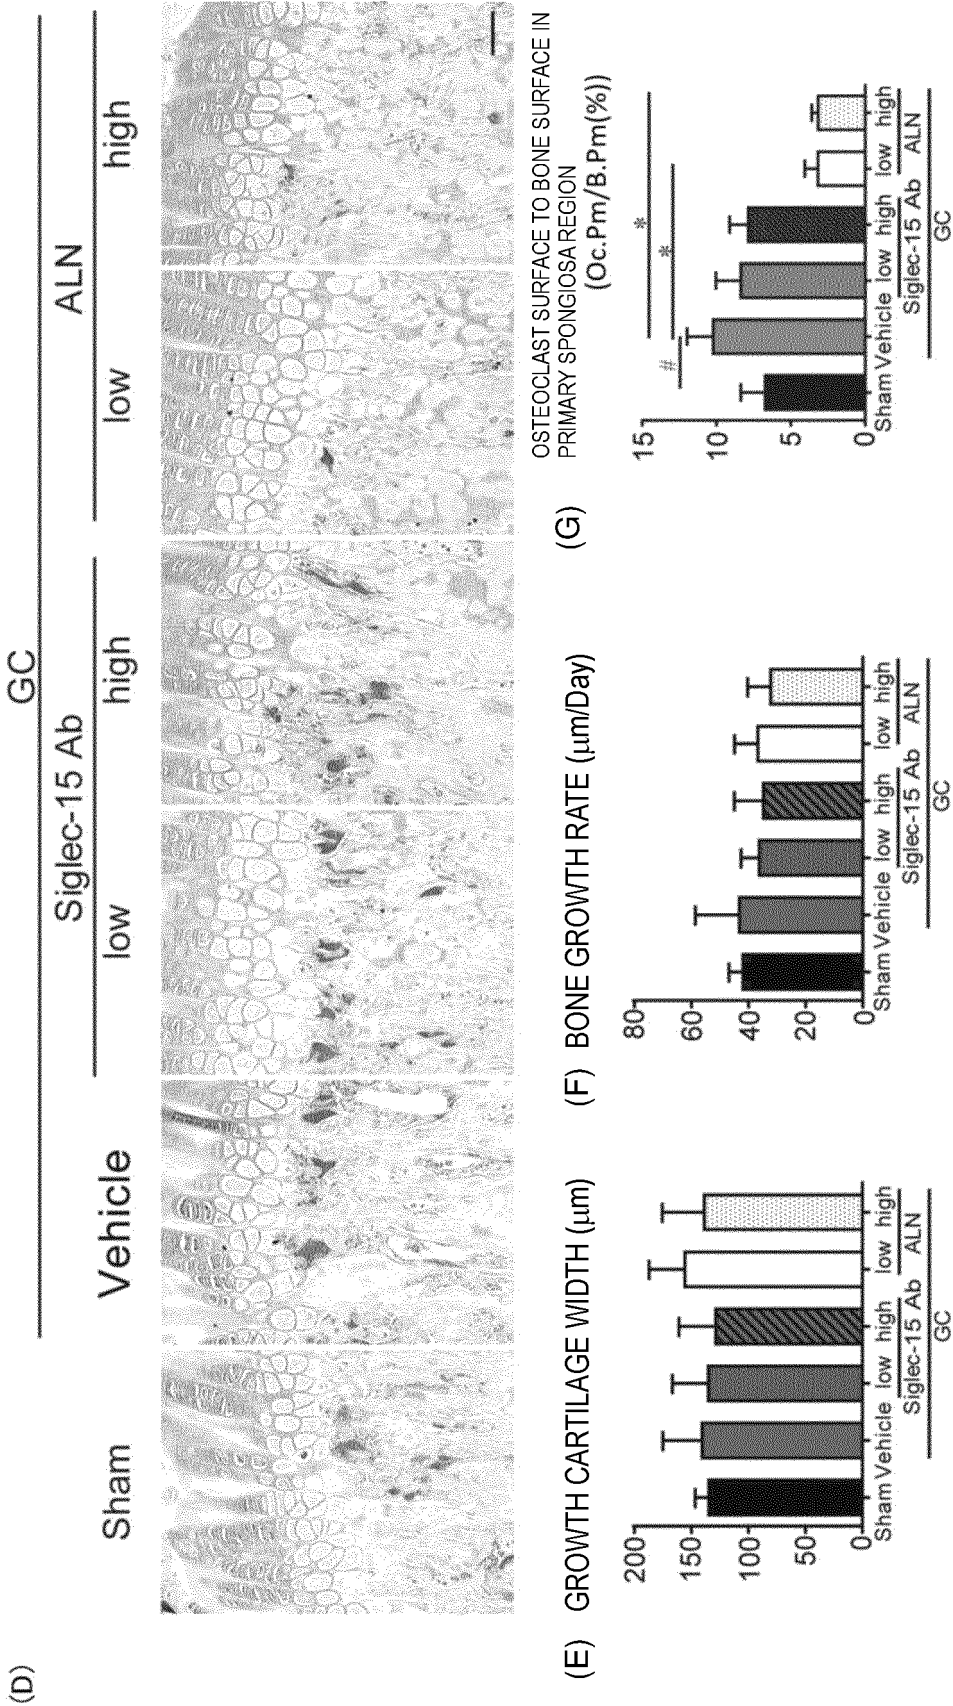 (D)
GC
Siglec-15 Ab ALN
Sham Vehicle low high low high
(E) GROWTH CARTILAGE WIDTH (μm)
200
150
100
50
0
Sham Vehicle low high low high
Siglec-15 Ab ALN
GC
(F) BONE GROWTH RATE (μm/Day)
80
60
40
20
0
Sham Vehicle low high low high
Siglec-15 Ab ALN
GC
(G) OSTEOCLAST SURFACE TO BONE SURFACE IN
PRIMARY SPONGIOSA REGION
(Oc.Pm/B.Pm(%))
15
10
5
0
#
*
*
Sham Vehicle low high low high
Siglec-15 Ab ALN
GC